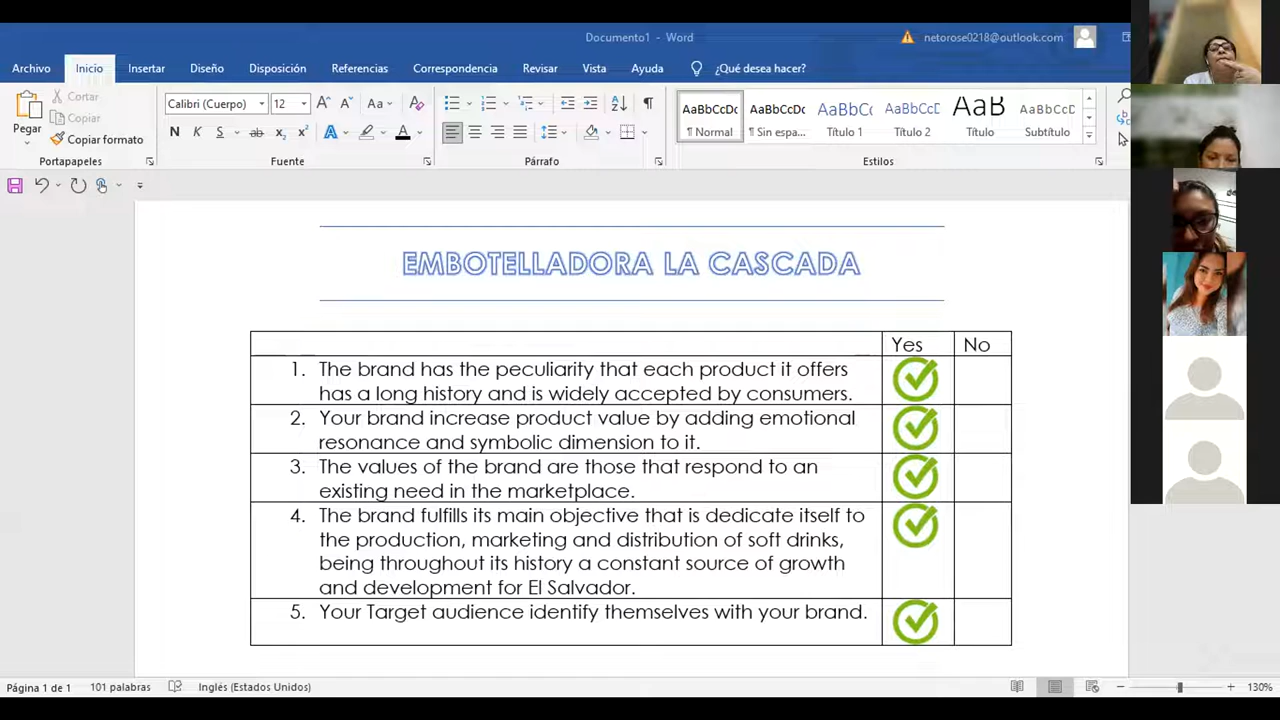 Documento1 - Word
netorose0218@outlook.com
Archivo Inicio Insertar Diseño Disposición Referencias Correspondencia Revisar Vista Ayuda ¿Qué desea hacer?
Pegar
Cortar
Copiar
Copiar formato
Portapapeles
Calibri (Cuerpo) 12
N K S ab x₂ x²
Fuente
Párrafo
AaBbCcDc AaBbCcDc AaBbCc AaBbCcD AaB AaBbCcD
¶ Normal ¶ Sin espa... Título 1 Título 2 Título Subtítulo
Estilos
EMBOTELLADORA LA CASCADA
Yes No
1. The brand has the peculiarity that each product it offers
has a long history and is widely accepted by consumers.
2. Your brand increase product value by adding emotional
resonance and symbolic dimension to it.
3. The values of the brand are those that respond to an
existing need in the marketplace.
4. The brand fulfills its main objective that is dedicate itself to
the production, marketing and distribution of soft drinks,
being throughout its history a constant source of growth
and development for El Salvador.
5. Your Target audience identify themselves with your brand.
Página 1 de 1 101 palabras Inglés (Estados Unidos) 130%